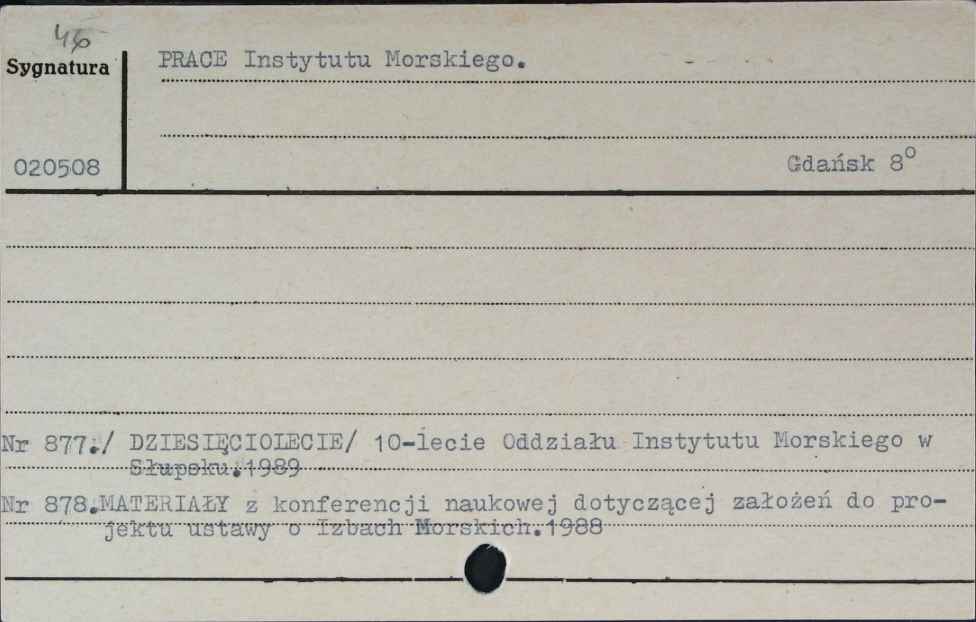 46
Sygnatura
PRACE Instytutu Morskiego.
020508
Gdańsk 8°
Nr 877./ DZIESIĘCIOLECIE/ 10-lecie Oddziału Instytutu Morskiego w
Słupsku.1989
Nr 878.MATERIAŁY z konferencji naukowej dotyczącej założeń do pro-
jektu ustawy o Izbach Morskich.1988